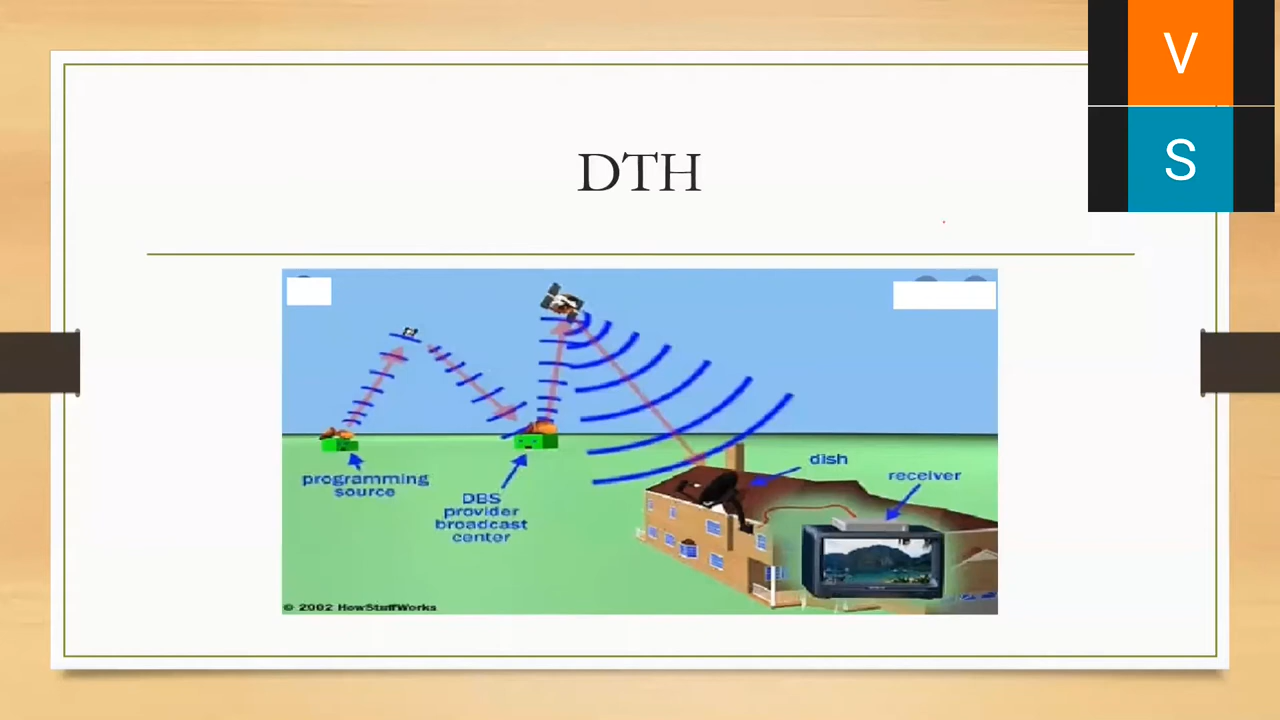 V
S
DTH
programming
source
DBS
provider
broadcast
center
dish
receiver
© 2002 HowStuffWorks